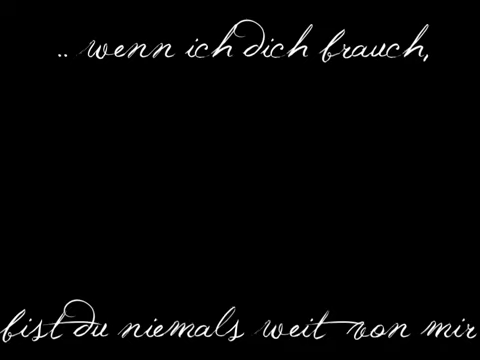 .. wenn ich dich brauch,
bist du niemals weit von mir